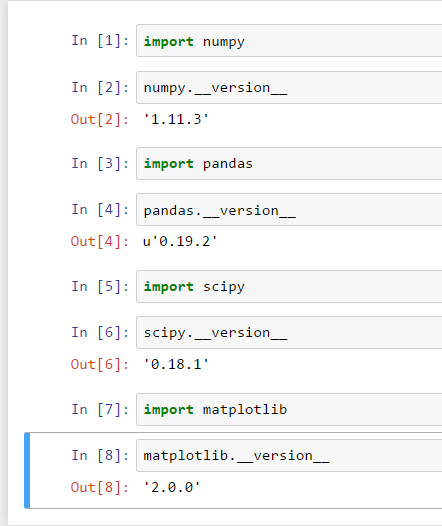 In [1]: import numpy
In [2]: numpy.__version__
Out[2]: '1.11.3'
In [3]: import pandas
In [4]: pandas.__version__
Out[4]: u'0.19.2'
In [5]: import scipy
In [6]: scipy.__version__
Out[6]: '0.18.1'
In [7]: import matplotlib
In [8]: matplotlib.__version__
Out[8]: '2.0.0'